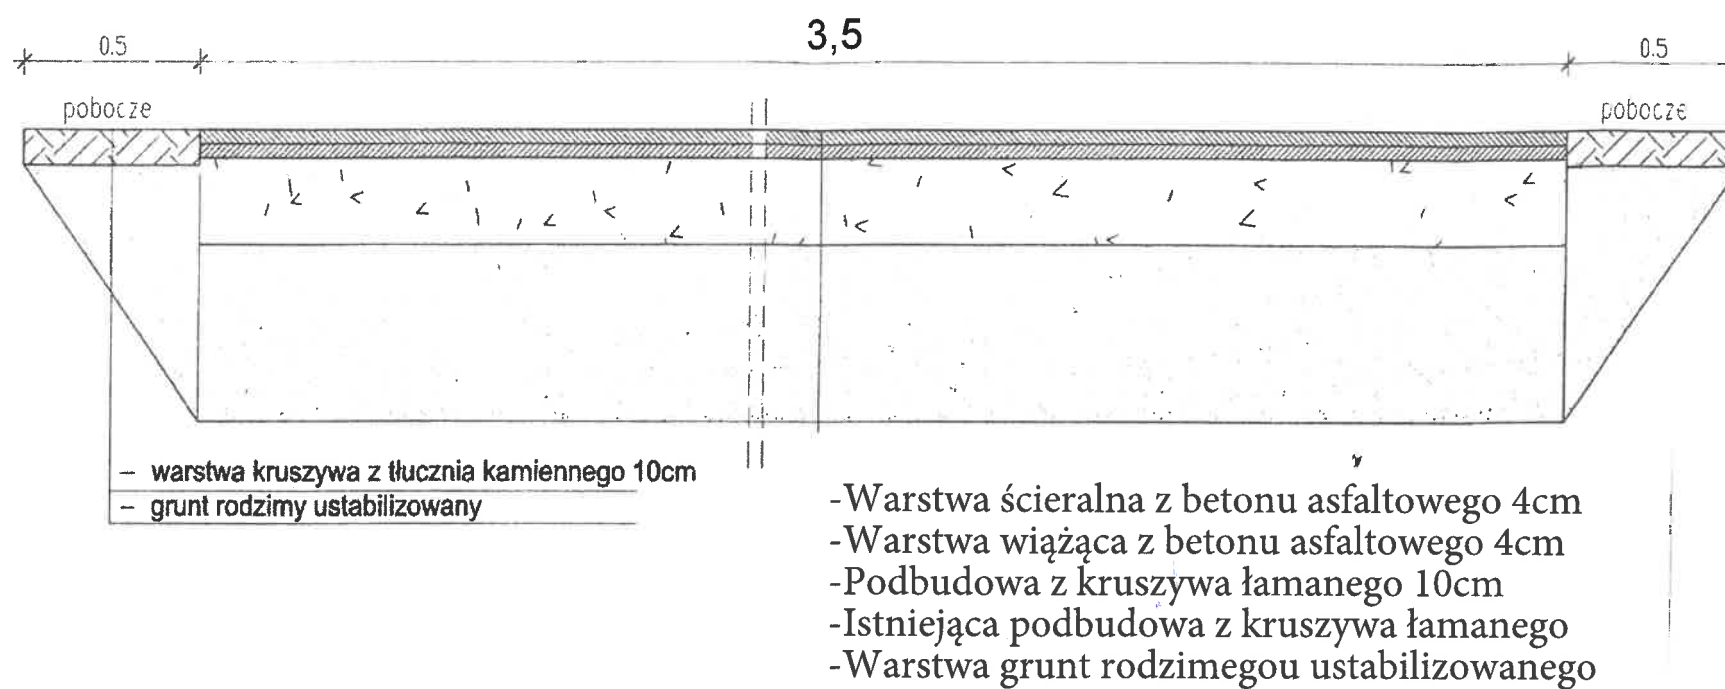 0.5
3,5
0.5
pobocze
pobocze
– warstwa kruszywa z tłucznia kamiennego 10cm
– grunt rodzimy ustabilizowany
-Warstwa ścieralna z betonu asfaltowego 4cm
-Warstwa wiążąca z betonu asfaltowego 4cm
-Podbudowa z kruszywa łamanego 10cm
-Istniejąca podbudowa z kruszywa łamanego
-Warstwa grunt rodzimegou ustabilizowanego